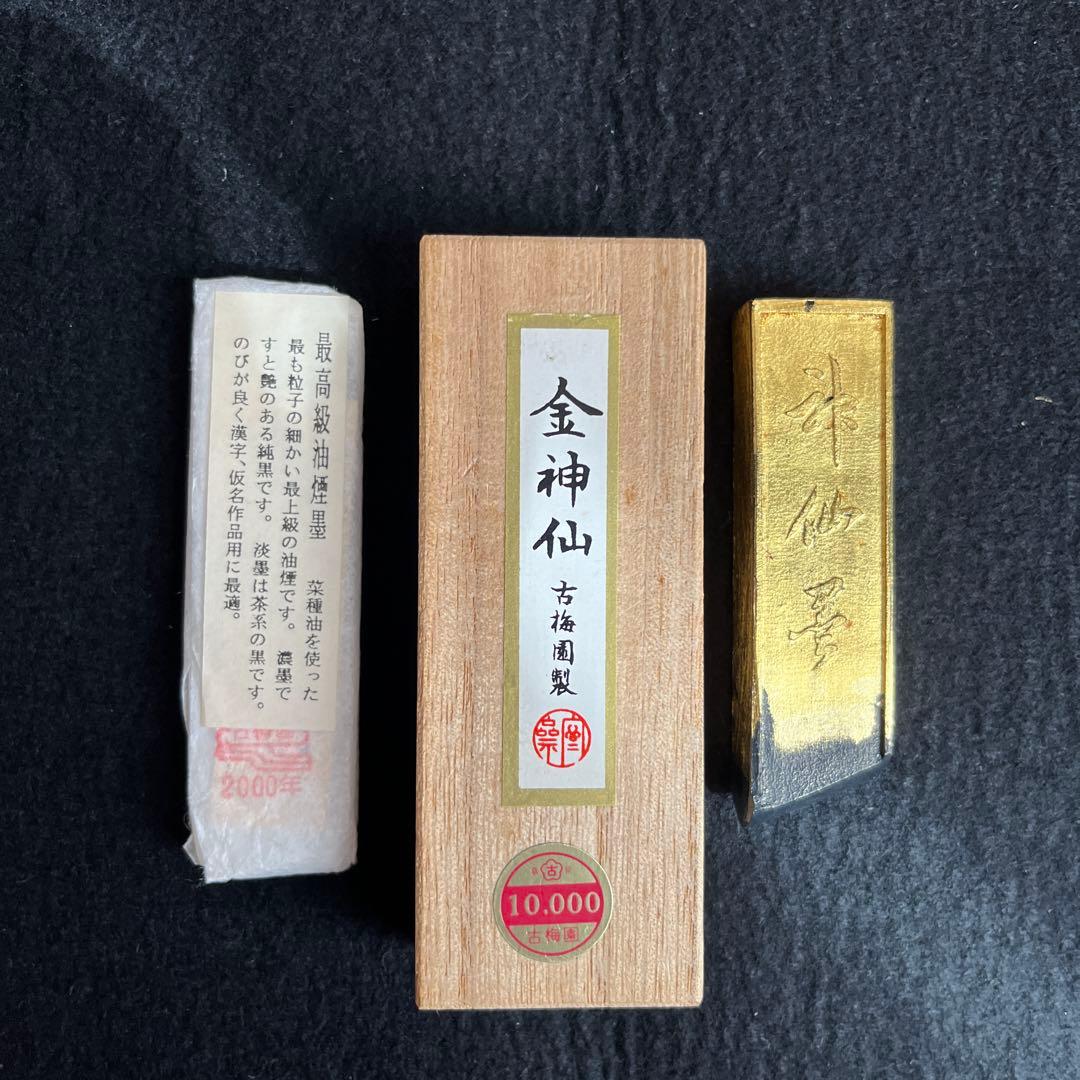 最高級油煙墨　菜種油を使った
最も粒子の細かい最上級の油煙です。　濃墨で
すと艶のある純黒です。　淡墨は茶系の黒です。
のびが良く漢字、仮名作品用に最適。
2000年
金神仙
古梅園製
古
10,000
古梅園
神仙墨